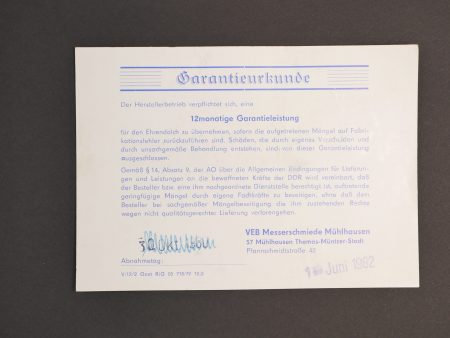 Garantieurkunde
Der Herstellerbetrieb verpflichtet sich, eine
12monatige Garantieleistung
für den Ehrendolch zu übernehmen, sofern die aufgetretenen Mängel auf Fabri-
kationsfehler zurückzuführen sind. Schäden, die durch eigenes Verschulden und
durch unsachgemäße Behandlung entstehen, sind von dieser Garantieleistung
ausgeschlossen.
Gemäß § 14, Absatz 2, der AO über die Allgemeinen Bedingungen für Lieferun-
gen und Leistungen an die bewaffneten Kräfte der DDR wird vereinbart, daß
der Besteller bzw. eine ihm nachgeordnete Dienststelle berechtigt ist, auftretende
geringfügige Mängel durch eigene Fachkräfte zu beseitigen, ohne daß dem
Besteller bei sachgemäßer Mängelbeseitigung die ihm zustehenden Rechte
wegen nicht qualitätsgerechter Lieferung verlorengehen.
VEB Messerschmiede Mühlhausen
57 Mühlhausen Thomas-Müntzer-Stadt
Pfannschmidtstraße 42
Abnahmetag:
Juni 1982